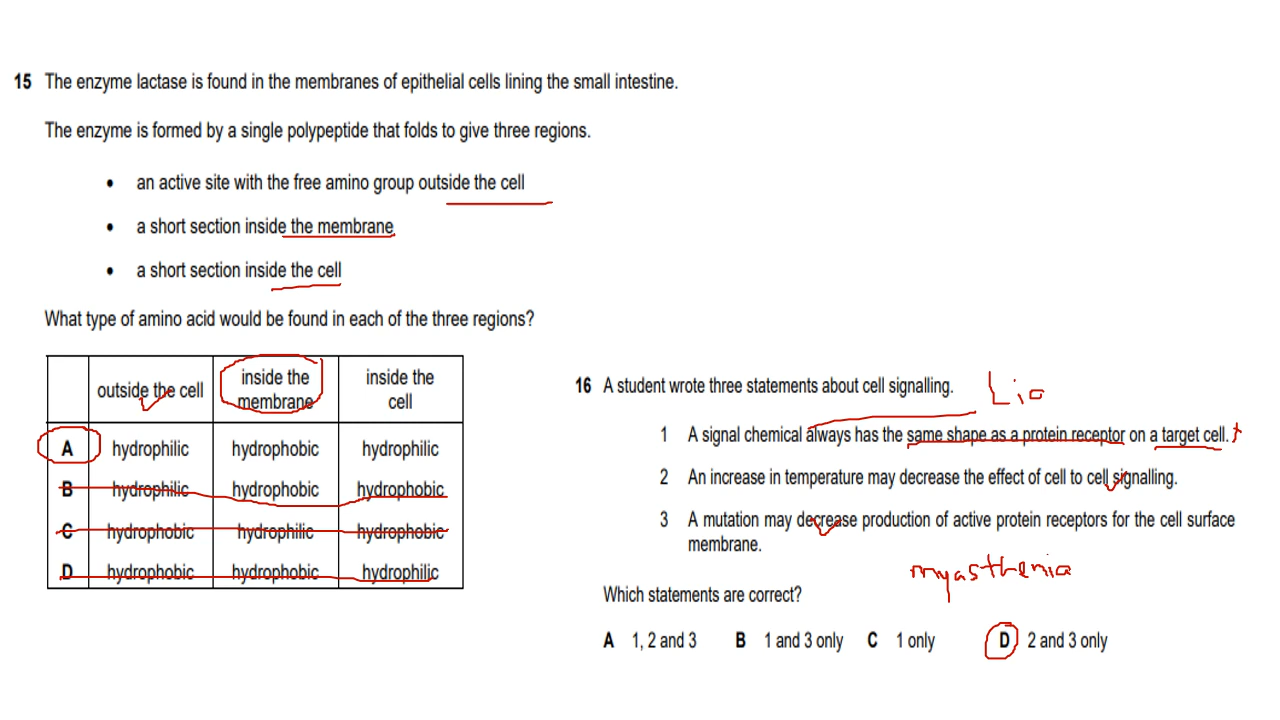 15 The enzyme lactase is found in the membranes of epithelial cells lining the small intestine.
The enzyme is formed by a single polypeptide that folds to give three regions.
• an active site with the free amino group outside the cell
• a short section inside the membrane
• a short section inside the cell
What type of amino acid would be found in each of the three regions?
outside the cell inside the membrane inside the cell
A hydrophilic hydrophobic hydrophilic
B hydrophilic hydrophobic hydrophobic
C hydrophobic hydrophilic hydrophobic
D hydrophobic hydrophobic hydrophilic
16 A student wrote three statements about cell signalling.
1 A signal chemical always has the same shape as a protein receptor on a target cell.
2 An increase in temperature may decrease the effect of cell to cell signalling.
3 A mutation may decrease production of active protein receptors for the cell surface
membrane.
myasthenia
Which statements are correct?
A 1, 2 and 3 B 1 and 3 only C 1 only D 2 and 3 only